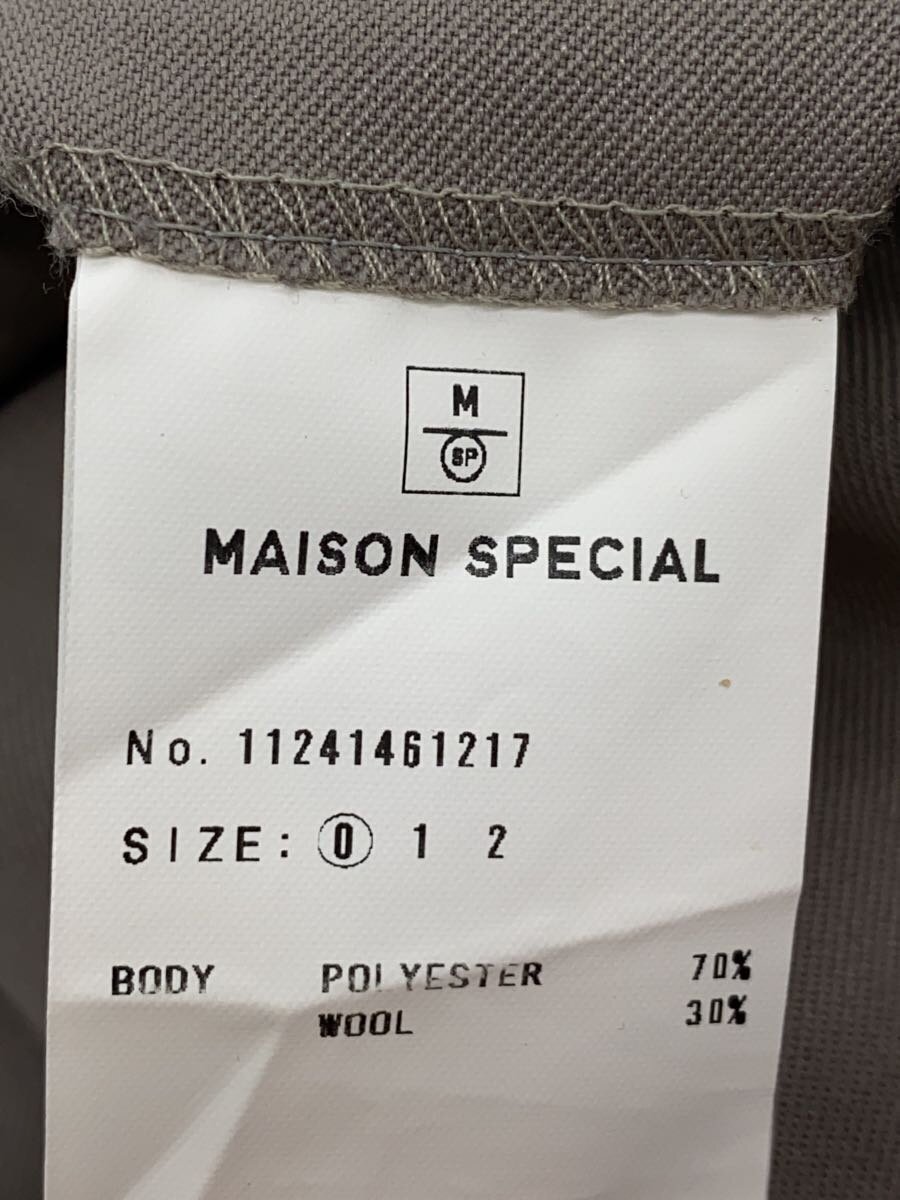 M
SP
MAISON SPECIAL
No. 11241461217
SIZE: 0 1 2
BODY POLYESTER 70%
WOOL 30%